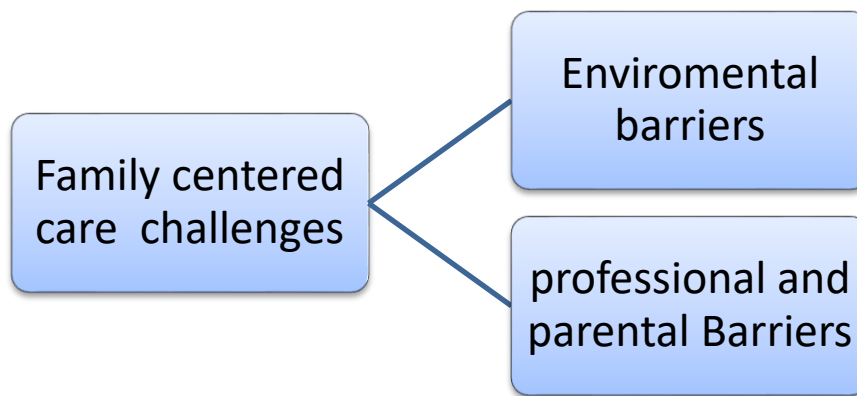 Family centered
care challenges
Enviromental
barriers
professional and
parental Barriers